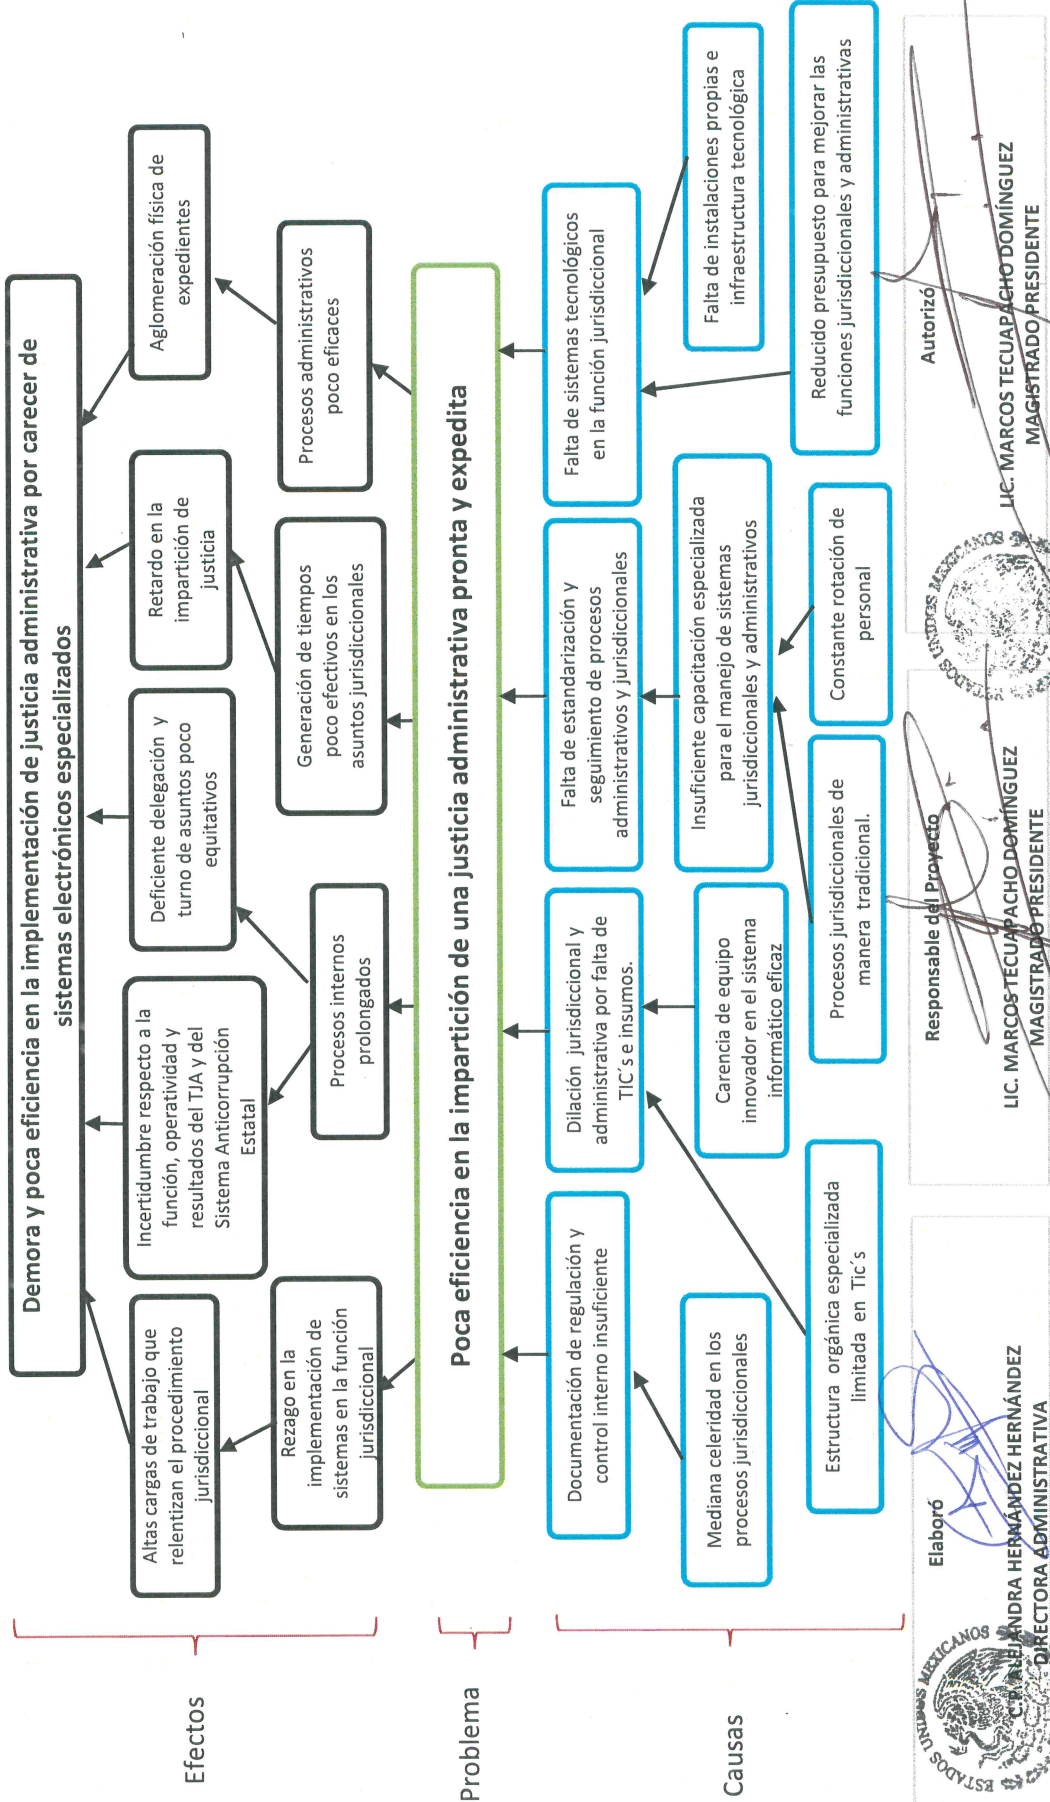 Demora y poca eficiencia en la implementación de justicia administrativa por carecer de
sistemas electrónicos especializados
Efectos
Altas cargas de trabajo que
relentizan el procedimiento
jurisdiccional
Incertidumbre respecto a la
función, operatividad y
resultados del TJA y del
Sistema Anticorrupción
Estatal
Deficiente delegación y
turno de asuntos poco
equitativos
Retardo en la
impartición de
justicia
Aglomeración física de
expedientes
Rezago en la
implementación de
sistemas en la función
jurisdiccional
Procesos internos
prolongados
Generación de tiempos
poco efectivos en los
asuntos jurisdiccionales
Procesos administrativos
poco eficaces
Problema
Poca eficiencia en la impartición de una justicia administrativa pronta y expedita
Causas
Documentación de regulación y
control interno insuficiente
Dilación jurisdiccional y
administrativa por falta de
TIC´s e insumos.
Falta de estandarización y
seguimiento de procesos
administrativos y jurisdiccionales
Falta de sistemas tecnológicos
en la función jurisdiccional
Mediana celeridad en los
procesos jurisdiccionales
Carencia de equipo
innovador en el sistema
informático eficaz
Insuficiente capacitación especializada
para el manejo de sistemas
jurisdiccionales y administrativos
Falta de instalaciones propias e
infraestructura tecnológica
Estructura orgánica especializada
limitada en Tic´s
Procesos jurisdiccionales de
manera tradicional.
Constante rotación de
personal
Reducido presupuesto para mejorar las
funciones jurisdiccionales y administrativas
Elaboró
C.P. ALEJANDRA HERNÁNDEZ HERNÁNDEZ
DIRECTORA ADMINISTRATIVA
Responsable del Proyecto
LIC. MARCOS TECUAPACHO DOMÍNGUEZ
MAGISTRADO PRESIDENTE
Autorizó
LIC. MARCOS TECUAPACHO DOMÍNGUEZ
MAGISTRADO PRESIDENTE
ESTADOS UNIDOS MEXICANOS
ESTADOS UNIDOS MEXICANOS